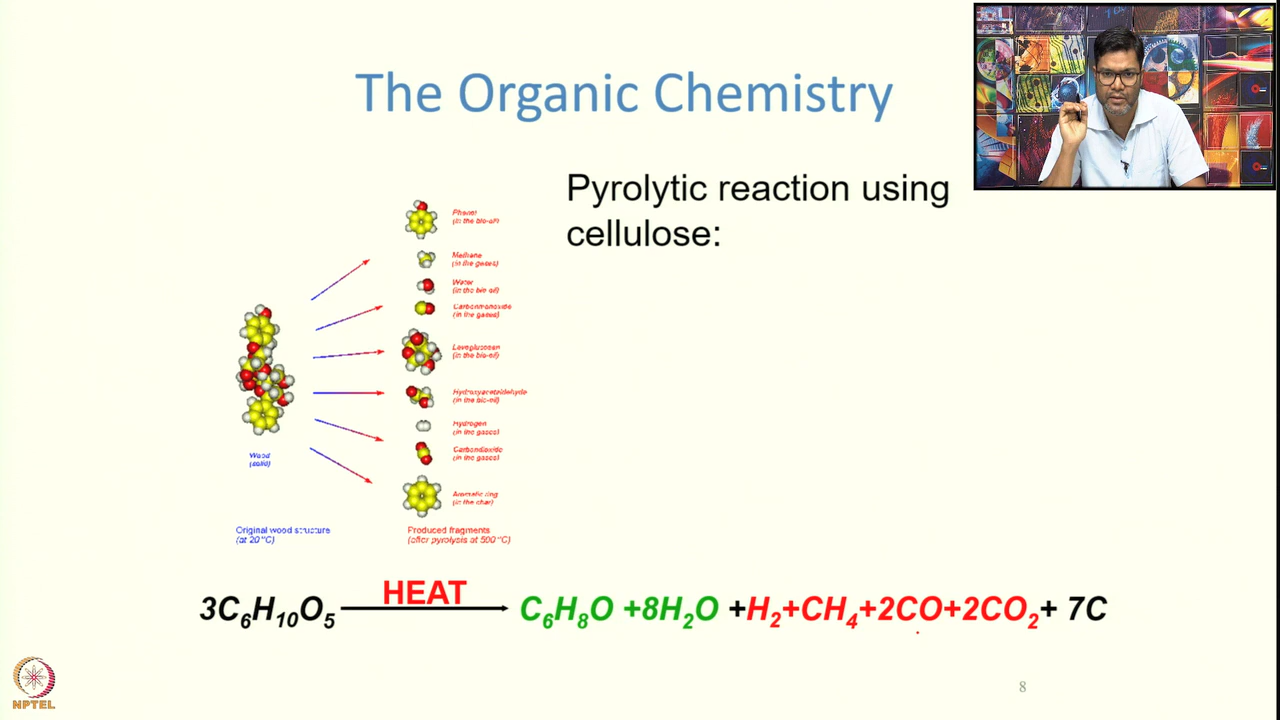 The Organic Chemistry
Pyrolytic reaction using
cellulose:
Phenol
(in the bio-oil)
Methane
(in the gases)
Water
(in the bio oil)
Carbonmonoxide
(in the gases)
Levoglucosan
(in the bio-oil)
Hydroxyacetaldehyde
(in the bio-oil)
Hydrogen
(in the gases)
Carbondioxide
(in the gases)
Aromatic ring
(in the char)
Wood
(solid)
Original wood structure
(at 20°C)
Produced fragments
(after pyrolysis at 500°C)
HEAT
3C₆H₁₀O₅ → C₆H₈O +8H₂O +H₂+CH₄+2CO+2CO₂+ 7C
8
NPTEL